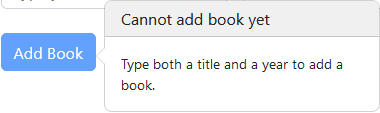 Cannot add book yet
Add Book
Type both a title and a year to add a
book.